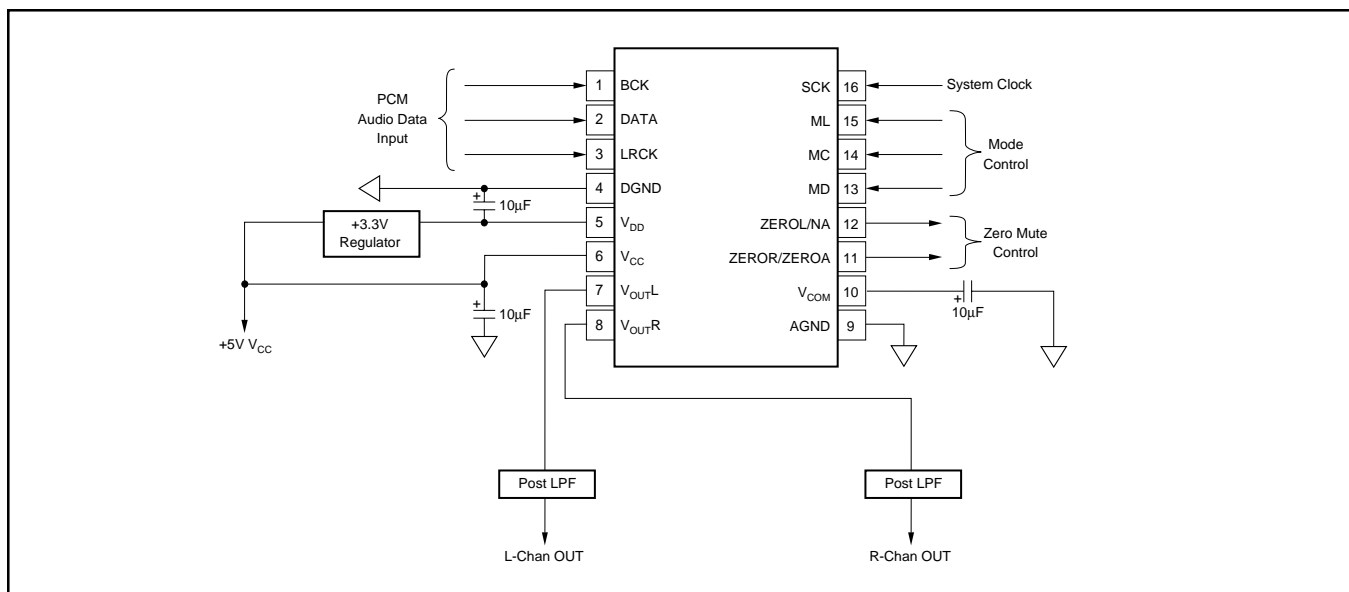 PCM
Audio Data
Input
1 BCK
2 DATA
3 LRCK
4 DGND
5 VDD
6 VCC
7 VOUTL
8 VOUTR
+
10μF
+3.3V
Regulator
+
10μF
+5V VCC
SCK 16
ML 15
MC 14
MD 13
ZEROL/NA 12
ZEROR/ZEROA 11
VCOM 10
AGND 9
System Clock
Mode
Control
Zero Mute
Control
+
10μF
Post LPF
L-Chan OUT
Post LPF
R-Chan OUT